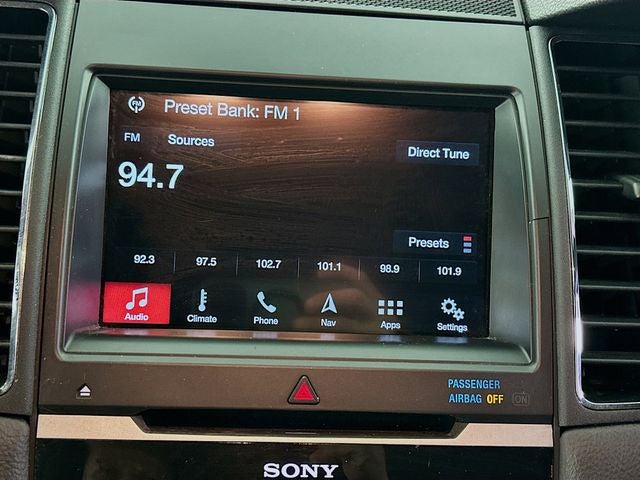 FM Preset Bank: FM 1
FM Sources
94.7 Direct Tune
Presets
92.3 97.5 102.7 101.1 98.9 101.9
Audio Climate Phone Nav Apps Settings
PASSENGER
AIRBAG OFF ON
SONY